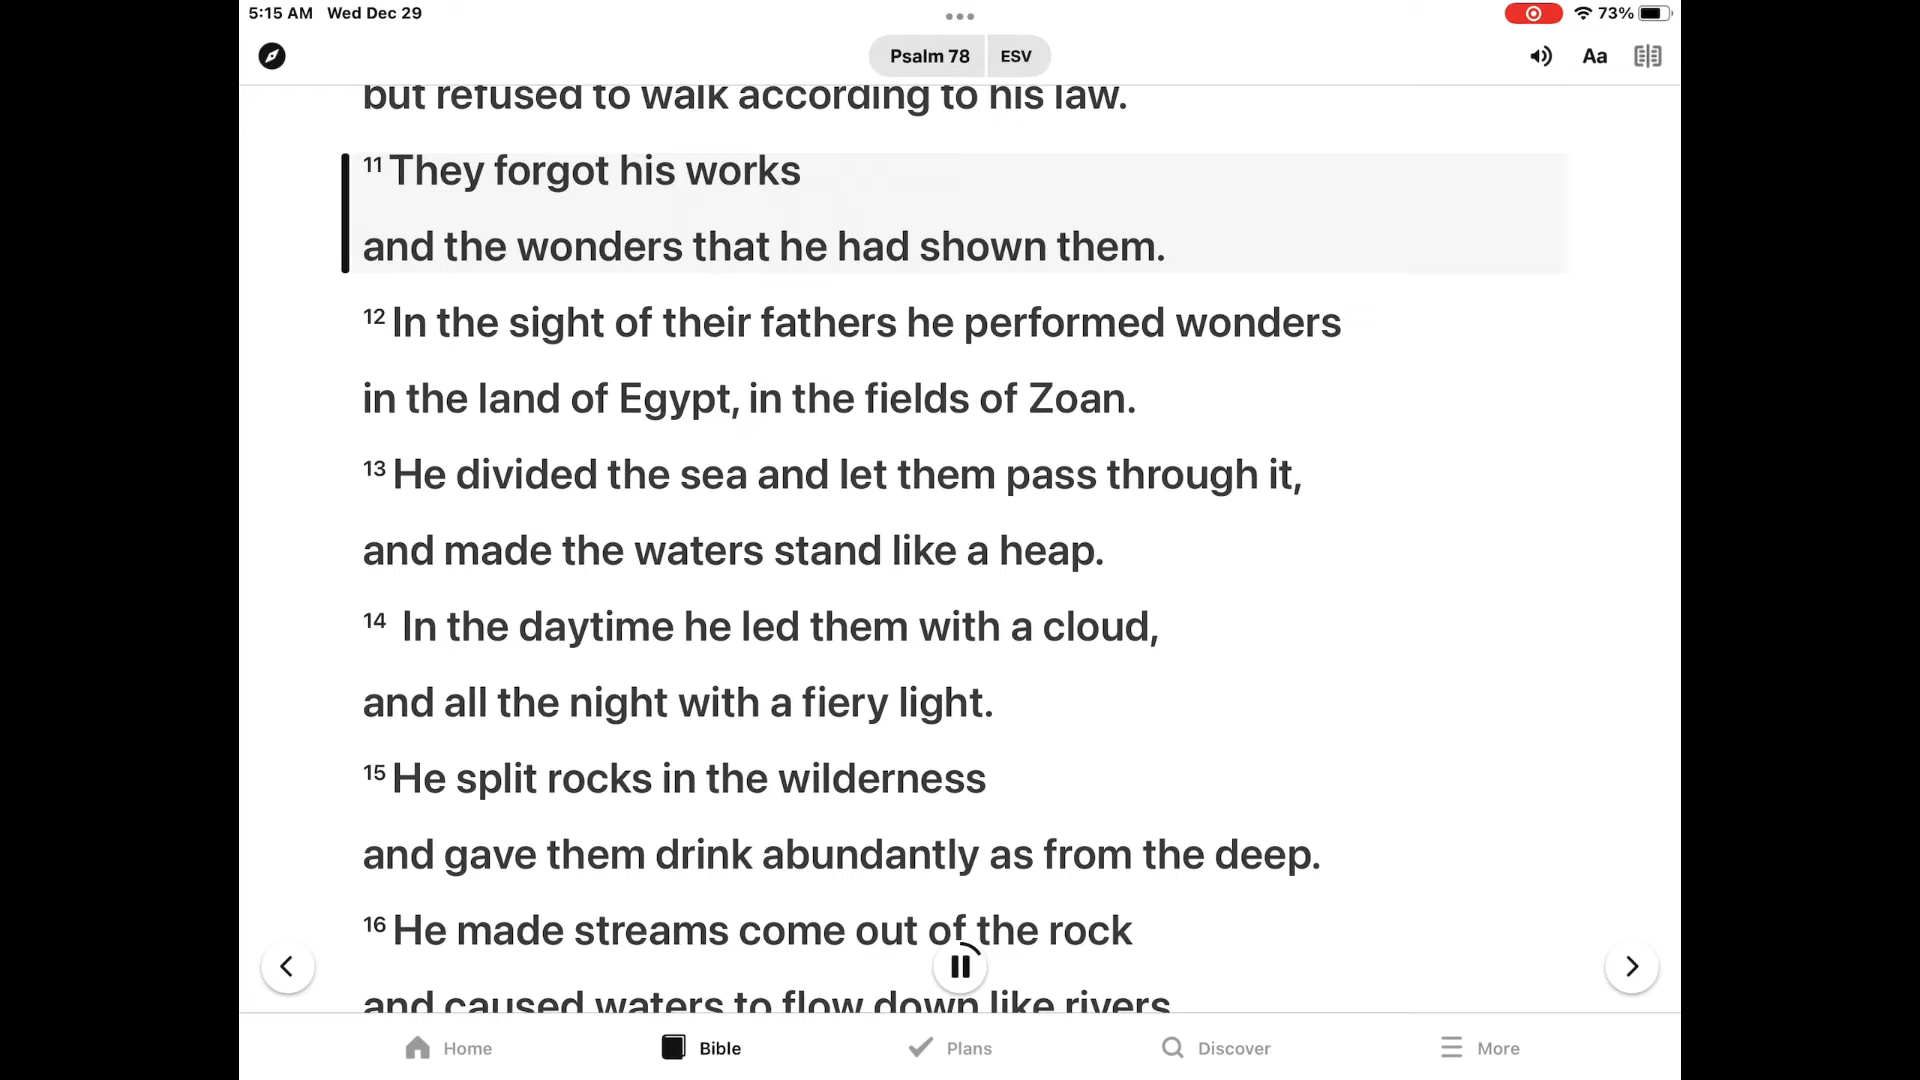 5:15 AM Wed Dec 29
73%
Psalm 78 ESV
Aa
but refused to walk according to his law.
11 They forgot his works
and the wonders that he had shown them.
12 In the sight of their fathers he performed wonders
in the land of Egypt, in the fields of Zoan.
13 He divided the sea and let them pass through it,
and made the waters stand like a heap.
14 In the daytime he led them with a cloud,
and all the night with a fiery light.
15 He split rocks in the wilderness
and gave them drink abundantly as from the deep.
16 He made streams come out of the rock
and caused waters to flow down like rivers
Home Bible Plans Discover More